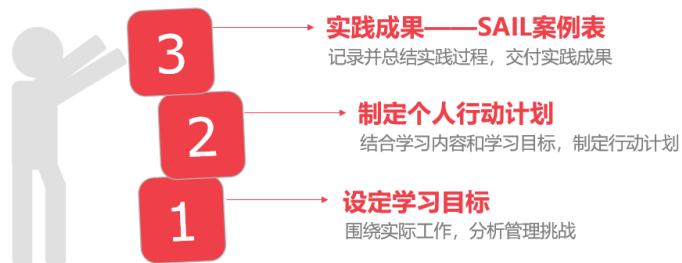 3
实践成果——SAIL案例表
记录并总结实践过程，交付实践成果
2
制定个人行动计划
结合学习内容和学习目标，制定行动计划
1
设定学习目标
围绕实际工作，分析管理挑战